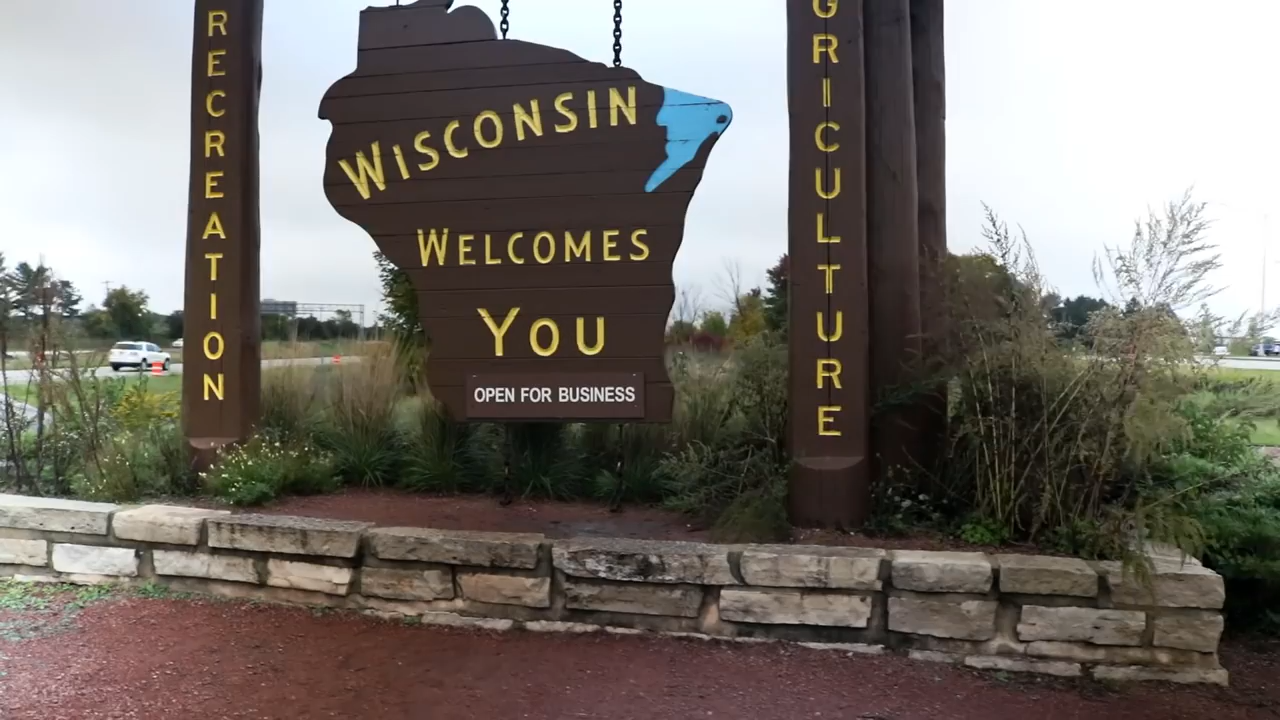 RECREATION
WISCONSIN
WELCOMES
YOU
OPEN FOR BUSINESS
GRICULTURE